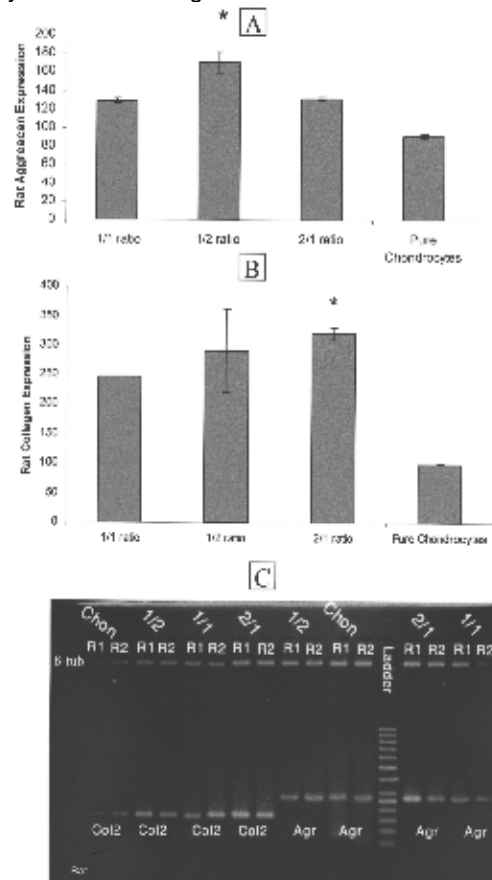 * A
Rat Aggreacan Expression
200
180
160
140
120
100
80
60
40
20
0
1/1 ratio 1/2 ratio 2/1 ratio Pure Chondrocytes
B
Rat Collagen Expression
400
350
300
250
200
150
100
50
0
*
1/1 ratio 1/2 ratio 2/1 ratio Pure Chondrocytes
C
Chon 1/2 1/1 2/1 1/2 Chon 2/1 1/1
R1 R2 R1 R2 R1 R2 R1 R2 R1 R2 R1 R2 Ladder R1 R2 R1 R2
β tub
Col2 Col2 Col2 Col2 Agr Agr Agr Agr
Rat